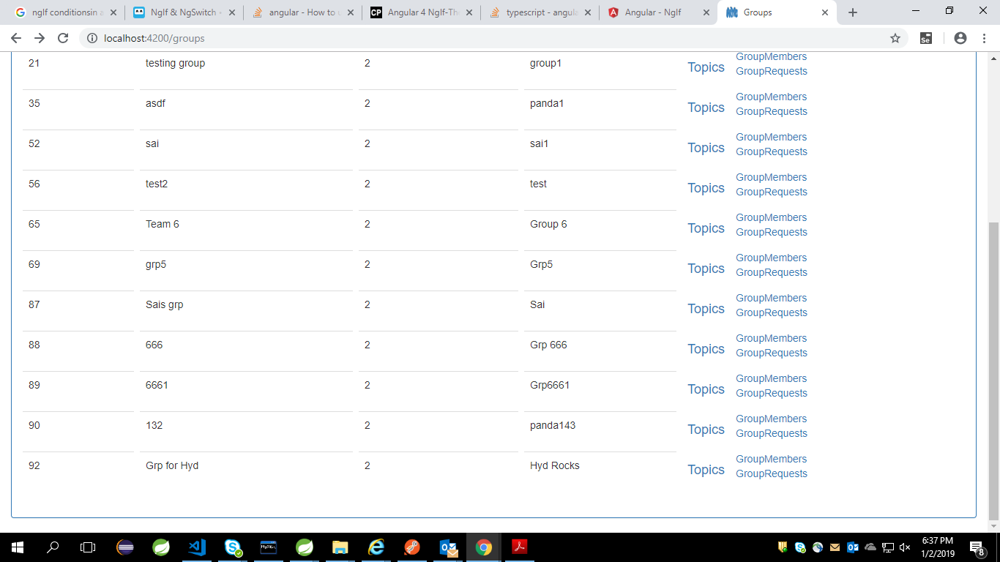 nglf conditionsin a
NgIf & NgSwitch
angular - How to u
Angular 4 NgIf-The
typescript - angula
Angular - NgIf
Groups
localhost:4200/groups
21 testing group 2 group1 Topics GroupMembers
GroupRequests
35 asdf 2 panda1 Topics GroupMembers
GroupRequests
52 sai 2 sai1 Topics GroupMembers
GroupRequests
56 test2 2 test Topics GroupMembers
GroupRequests
65 Team 6 2 Group 6 Topics GroupMembers
GroupRequests
69 grp5 2 Grp5 Topics GroupMembers
GroupRequests
87 Sais grp 2 Sai Topics GroupMembers
GroupRequests
88 666 2 Grp 666 Topics GroupMembers
GroupRequests
89 6661 2 Grp6661 Topics GroupMembers
GroupRequests
90 132 2 panda143 Topics GroupMembers
GroupRequests
92 Grp for Hyd 2 Hyd Rocks Topics GroupMembers
GroupRequests
6:37 PM
1/2/2019
8